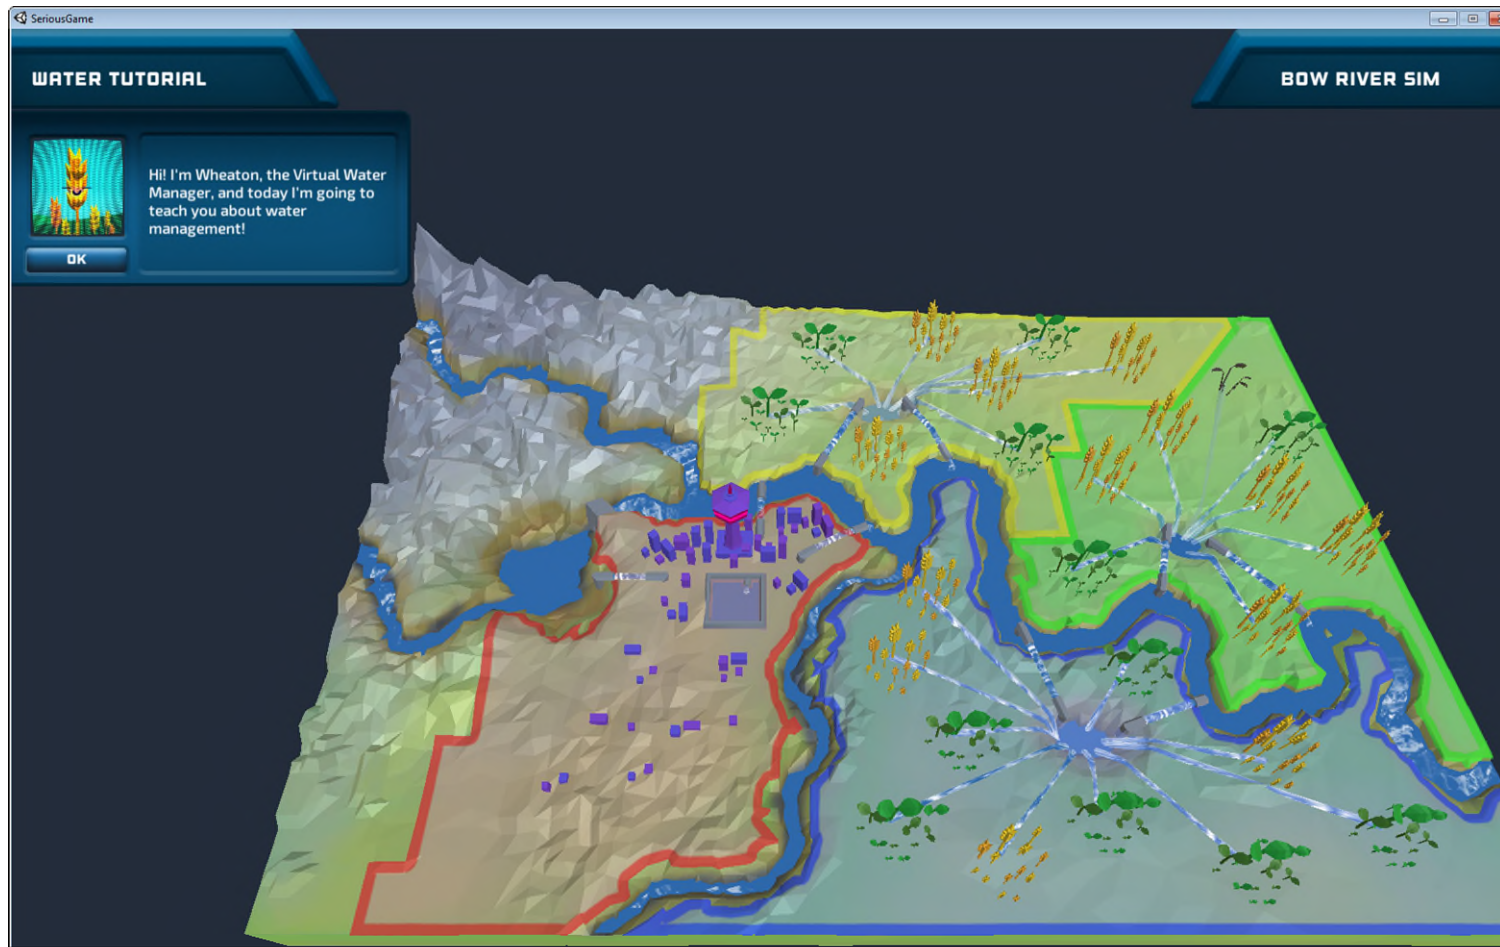 SeriousGame
WATER TUTORIAL
BOW RIVER SIM
Hi! I'm Wheaton, the Virtual Water
Manager, and today I'm going to
teach you about water
management!
OK